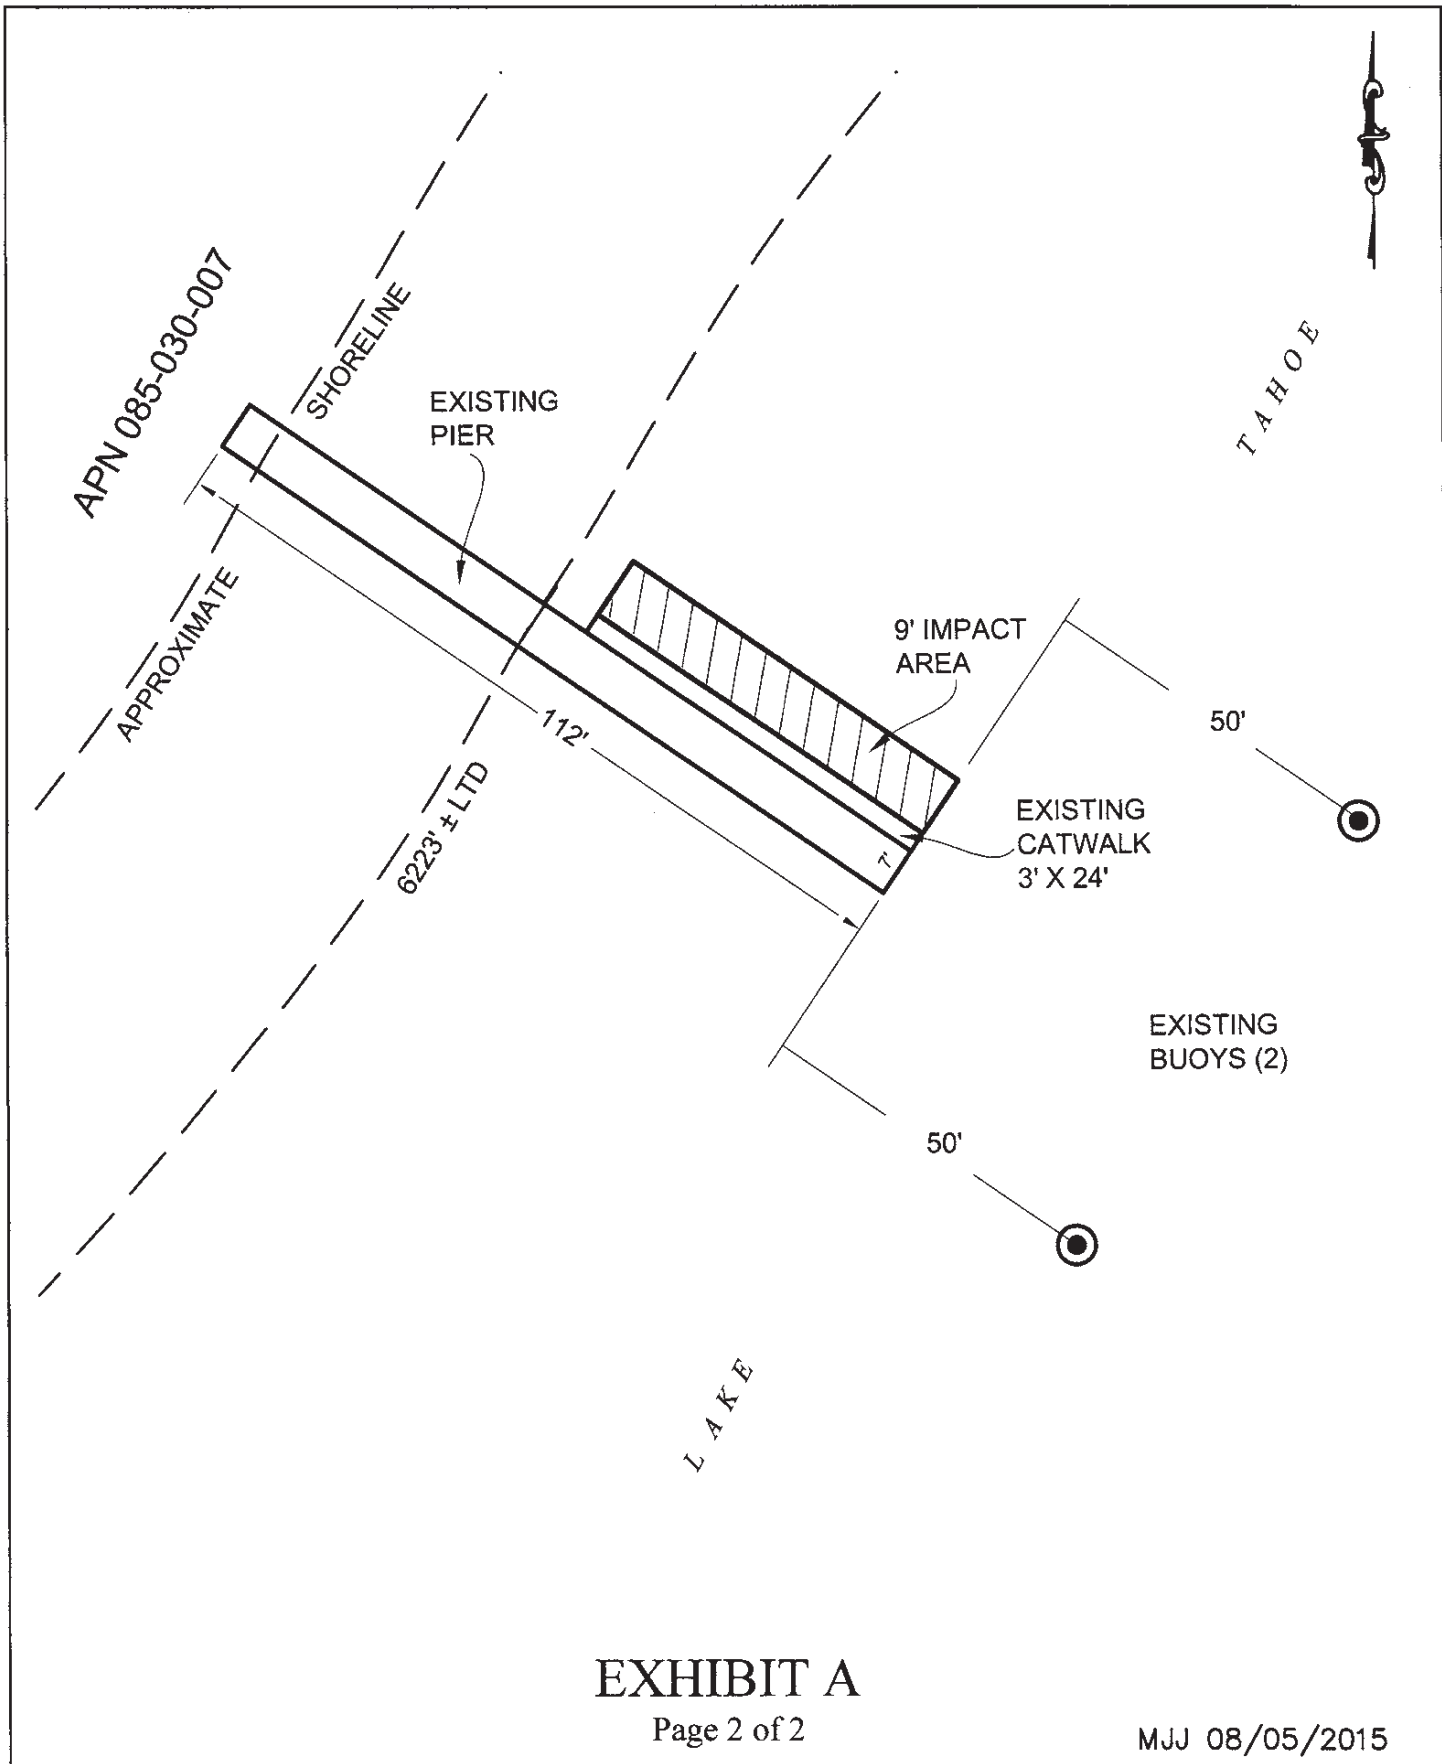 APN 085-030-007
SHORELINE
EXISTING
PIER
TAHOE
APPROXIMATE
9' IMPACT
AREA
50'
112'
6223' ± LTD
EXISTING
CATWALK
3' X 24'
7'
EXISTING
BUOYS (2)
50'
LAKE
EXHIBIT A
Page 2 of 2
MJJ 08/05/2015